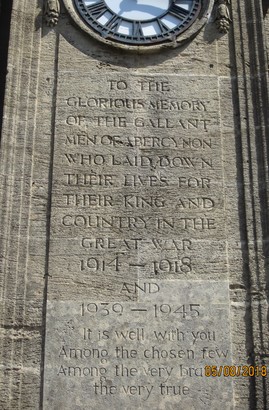 TO THE
GLORIOUS MEMORY
OF THE GALLANT
MEN OF ABERCYNON
WHO LAID DOWN
THEIR LIVES FOR
THEIR KING AND
COUNTRY IN THE
GREAT WAR
1914 — 1918
AND
1939 — 1945
It is well with you
Among the chosen few
Among the very brave
the very true
05/08/2018